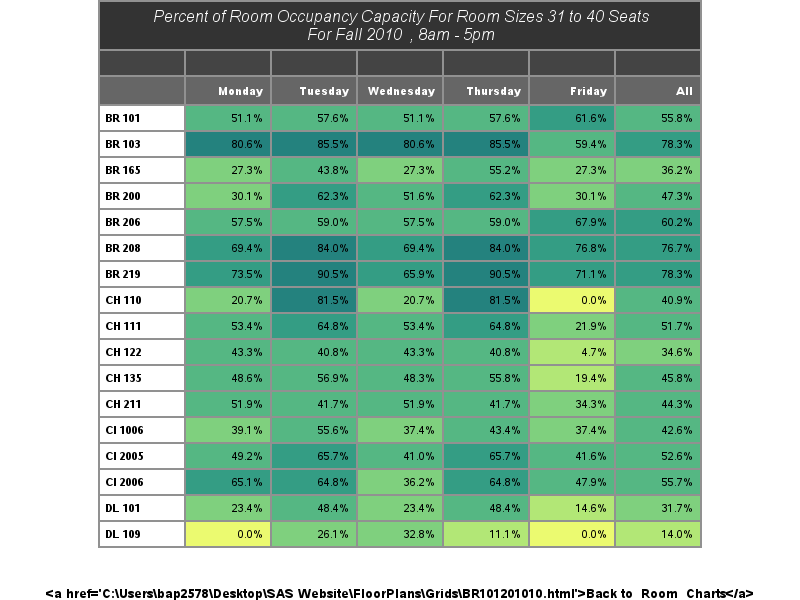 Percent of Room Occupancy Capacity For Room Sizes 31 to 40 Seats
For Fall 2010 , 8am - 5pm
Monday Tuesday Wednesday Thursday Friday All
BR 101 51.1% 57.6% 51.1% 57.6% 61.6% 55.8%
BR 103 80.6% 85.5% 80.6% 85.5% 59.4% 78.3%
BR 165 27.3% 43.8% 27.3% 55.2% 27.3% 36.2%
BR 200 30.1% 62.3% 51.6% 62.3% 30.1% 47.3%
BR 206 57.5% 59.0% 57.5% 59.0% 67.9% 60.2%
BR 208 69.4% 84.0% 69.4% 84.0% 76.8% 76.7%
BR 219 73.5% 90.5% 65.9% 90.5% 71.1% 78.3%
CH 110 20.7% 81.5% 20.7% 81.5% 0.0% 40.9%
CH 111 53.4% 64.8% 53.4% 64.8% 21.9% 51.7%
CH 122 43.3% 40.8% 43.3% 40.8% 4.7% 34.6%
CH 135 48.6% 56.9% 48.3% 55.8% 19.4% 45.8%
CH 211 51.9% 41.7% 51.9% 41.7% 34.3% 44.3%
CI 1006 39.1% 55.6% 37.4% 43.4% 37.4% 42.6%
CI 2005 49.2% 65.7% 41.0% 65.7% 41.6% 52.6%
CI 2006 65.1% 64.8% 36.2% 64.8% 47.9% 55.7%
DL 101 23.4% 48.4% 23.4% 48.4% 14.6% 31.7%
DL 109 0.0% 26.1% 32.8% 11.1% 0.0% 14.0%
<a href='C:\Users\bap2578\Desktop\SAS Website\FloorPlans\Grids\BR101201010.html'>Back to Room Charts</a>